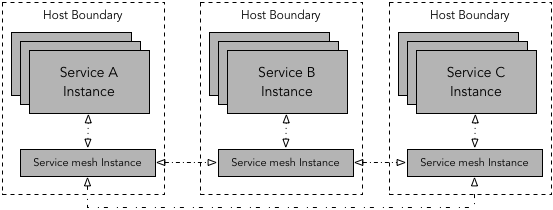 Host Boundary
Service A
Instance
Service mesh Instance
Host Boundary
Service B
Instance
Service mesh Instance
Host Boundary
Service C
Instance
Service mesh Instance